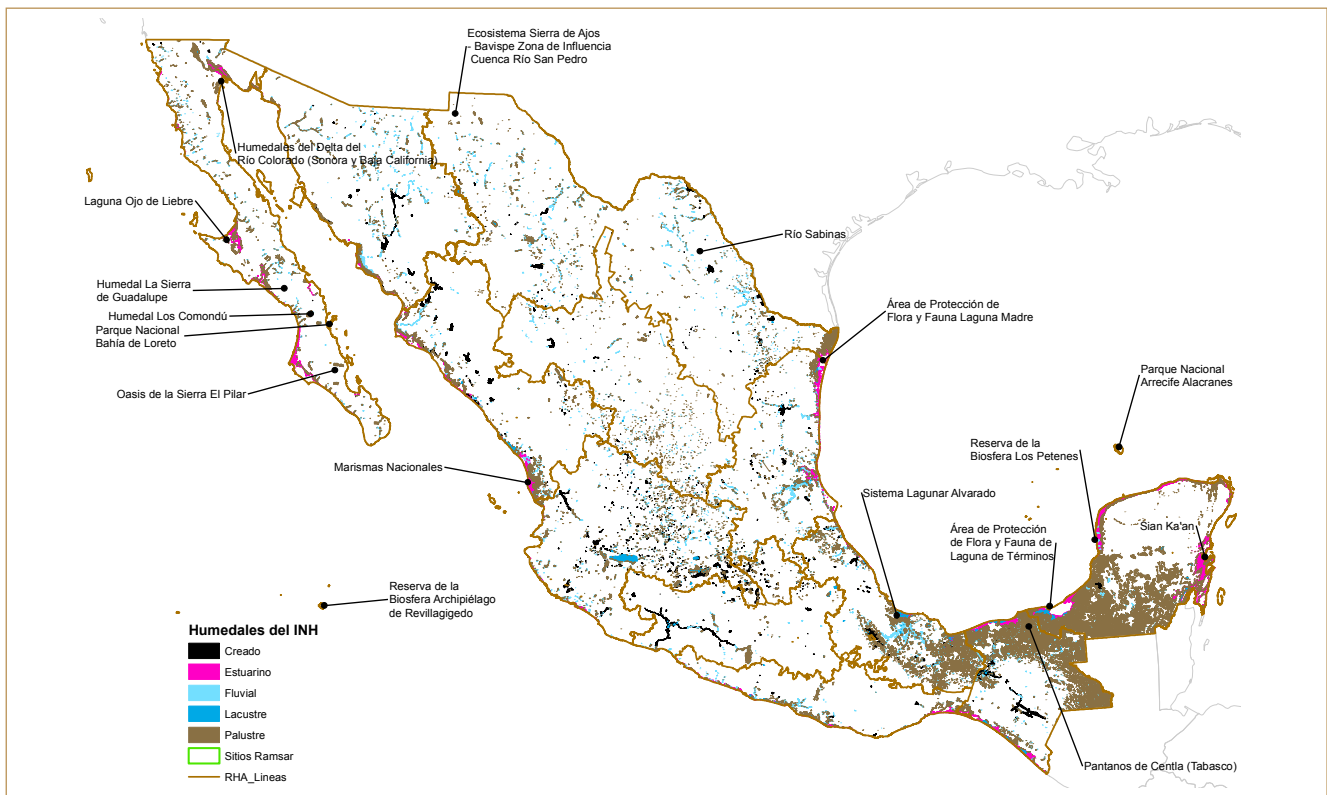 Ecosistema Sierra de Ajos
- Bavispe Zona de Influencia
Cuenca Río San Pedro
Humedales del Delta del
Río Colorado (Sonora y Baja California)
Laguna Ojo de Liebre
Río Sabinas
Humedal La Sierra
de Guadalupe
Humedal Los Comondú
Parque Nacional
Bahía de Loreto
Área de Protección de
Flora y Fauna Laguna Madre
Oasis de la Sierra El Pilar
Parque Nacional
Arrecife Alacranes
Marismas Nacionales
Reserva de la
Biosfera Los Petenes
Sistema Lagunar Alvarado
Área de Protección
de Flora y Fauna de
Laguna de Términos
Sian Ka'an
Reserva de la
Biosfera Archipiélago
de Revillagigedo
Pantanos de Centla (Tabasco)
Humedales del INH
Creado
Estuarino
Fluvial
Lacustre
Palustre
Sitios Ramsar
RHA_Lineas